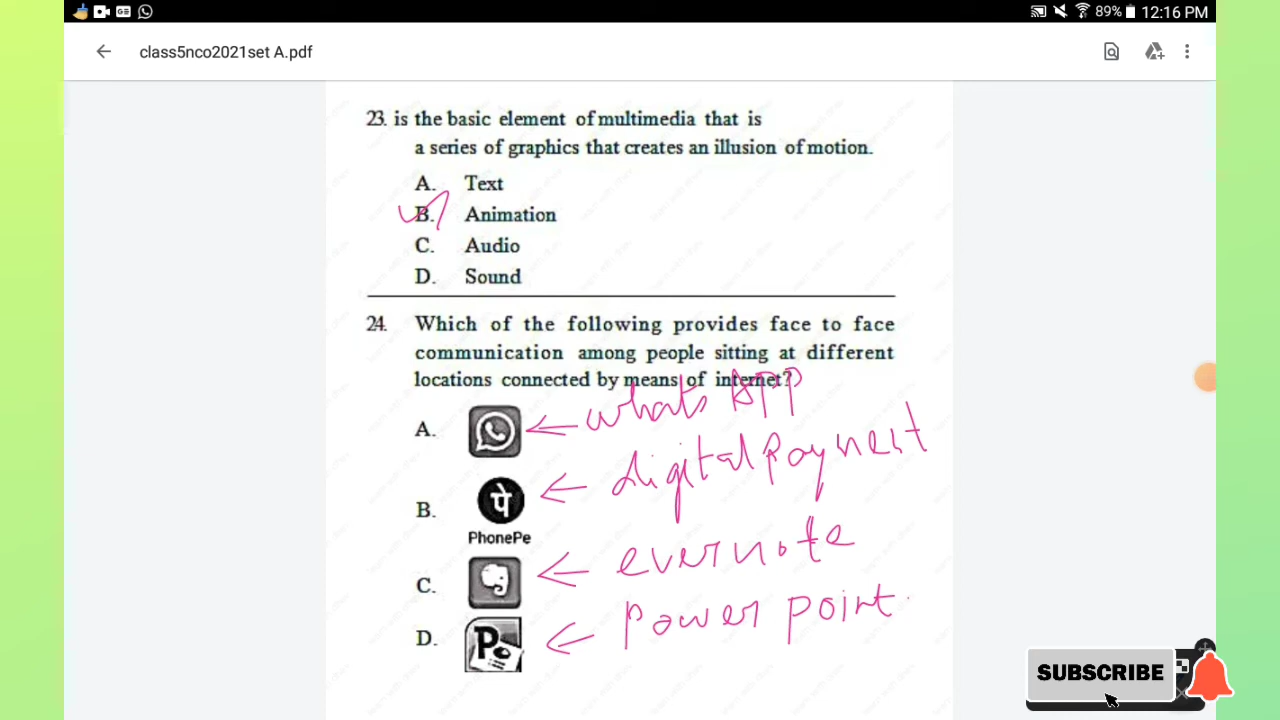 89% 12:16 PM
class5nco2021set A.pdf
23. is the basic element of multimedia that is
a series of graphics that creates an illusion of motion.
A. Text
B. Animation
C. Audio
D. Sound
24. Which of the following provides face to face
communication among people sitting at different
locations connected by means of internet?
A. whats APP
B. पे digital Payment
PhonePe
C. evernote
D. P power point
SUBSCRIBE